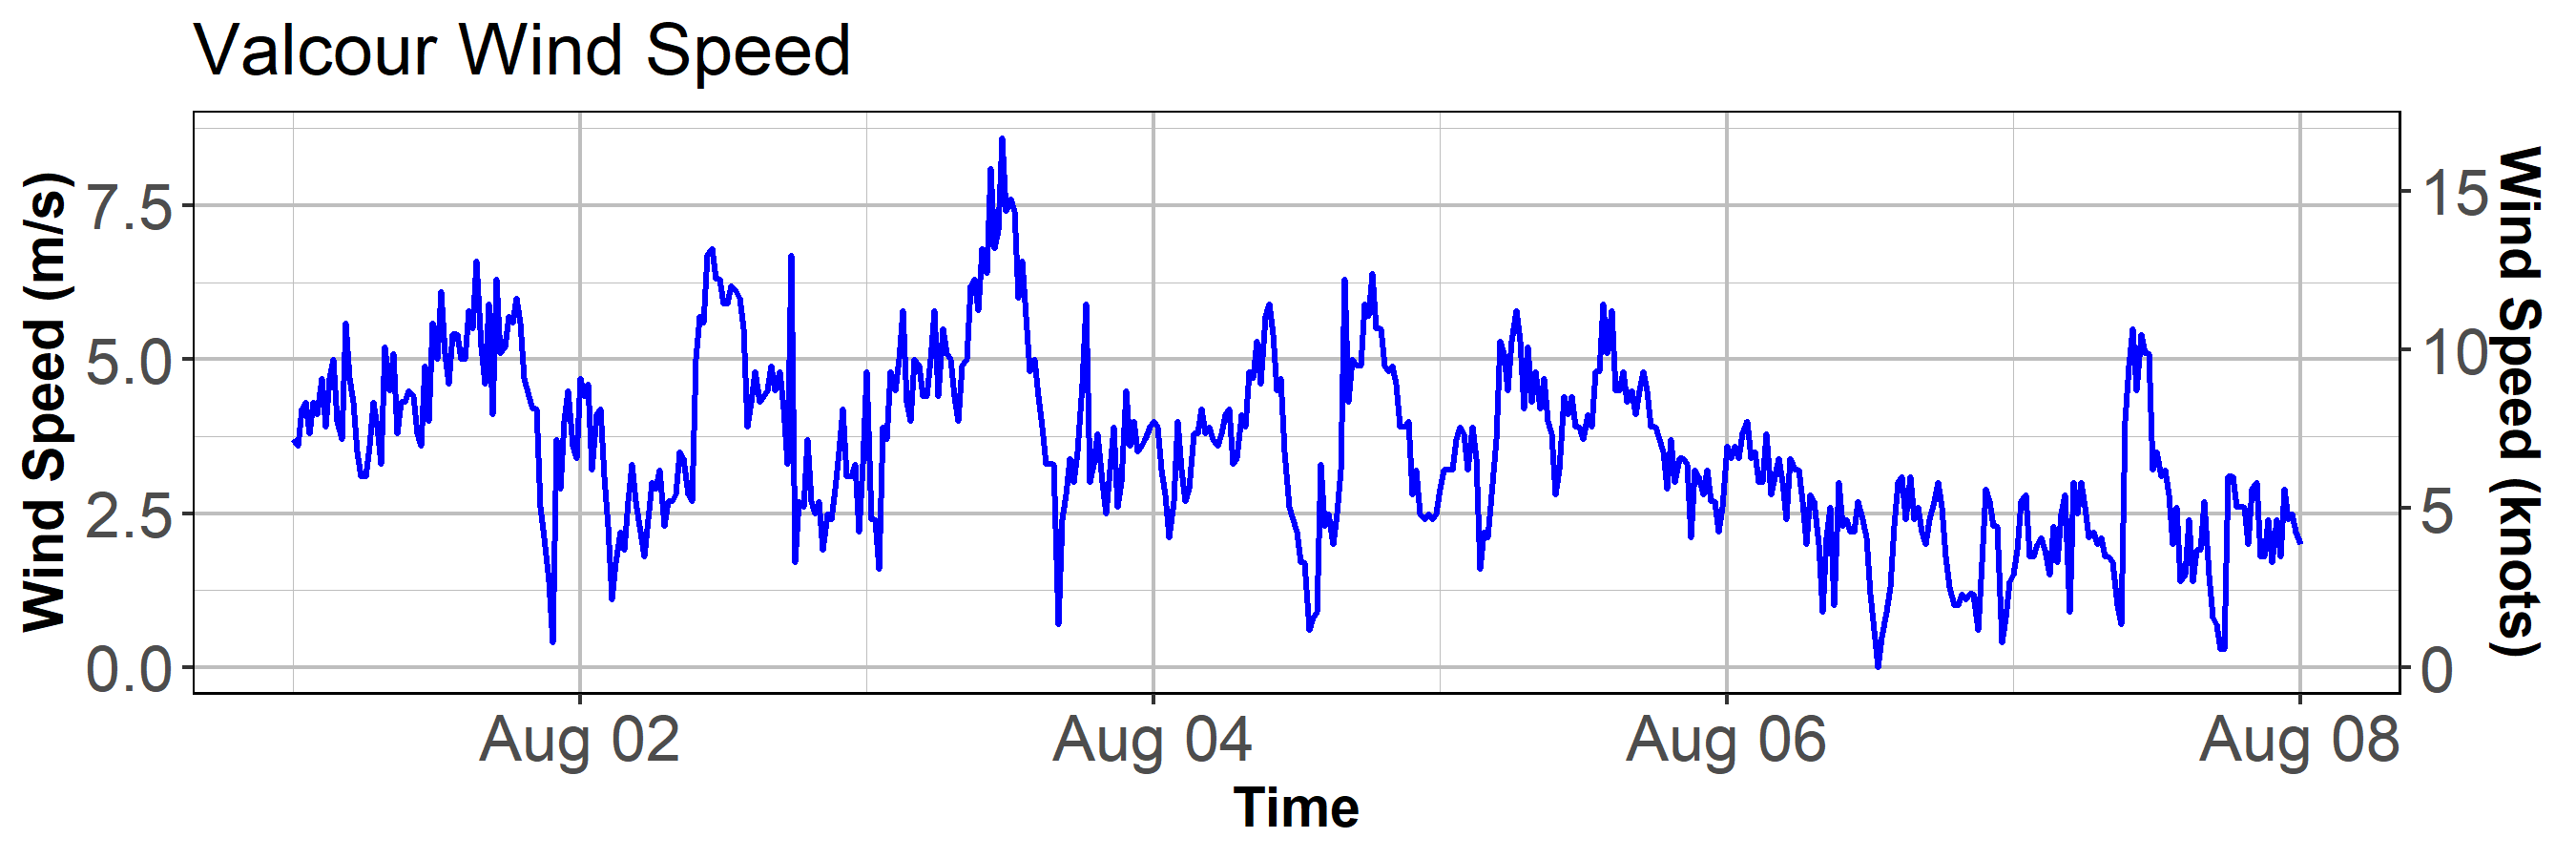 Valcour Wind Speed
Wind Speed (m/s)
7.5
5.0
2.5
0.0
15
10
5
0
Wind Speed (knots)
Aug 02
Aug 04
Aug 06
Aug 08
Time